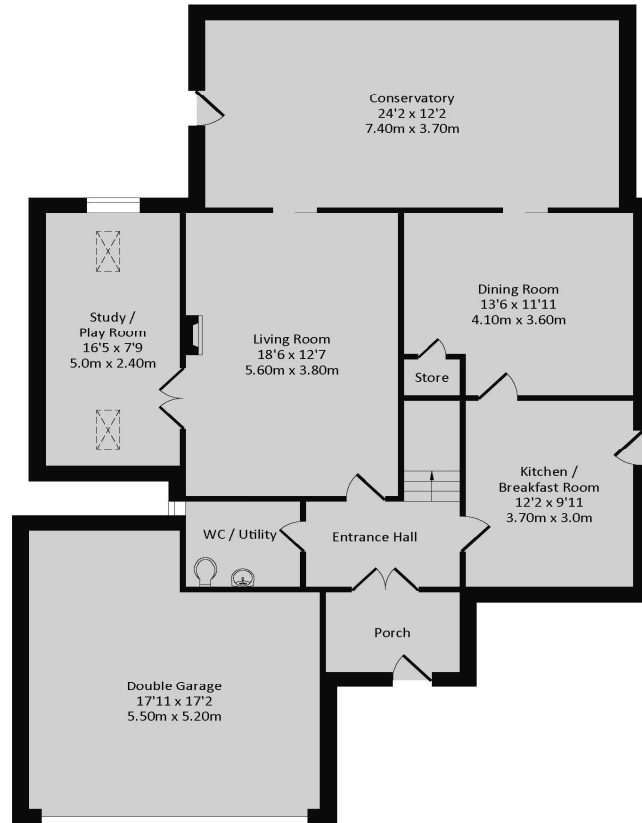 Conservatory
24'2 x 12'2
7.40m x 3.70m
Study /
Play Room
16'5 x 7'9
5.0m x 2.40m
Living Room
18'6 x 12'7
5.60m x 3.80m
Dining Room
13'6 x 11'11
4.10m x 3.60m
Store
Kitchen /
Breakfast Room
12'2 x 9'11
3.70m x 3.0m
WC / Utility
Entrance Hall
Porch
Double Garage
17'11 x 17'2
5.50m x 5.20m